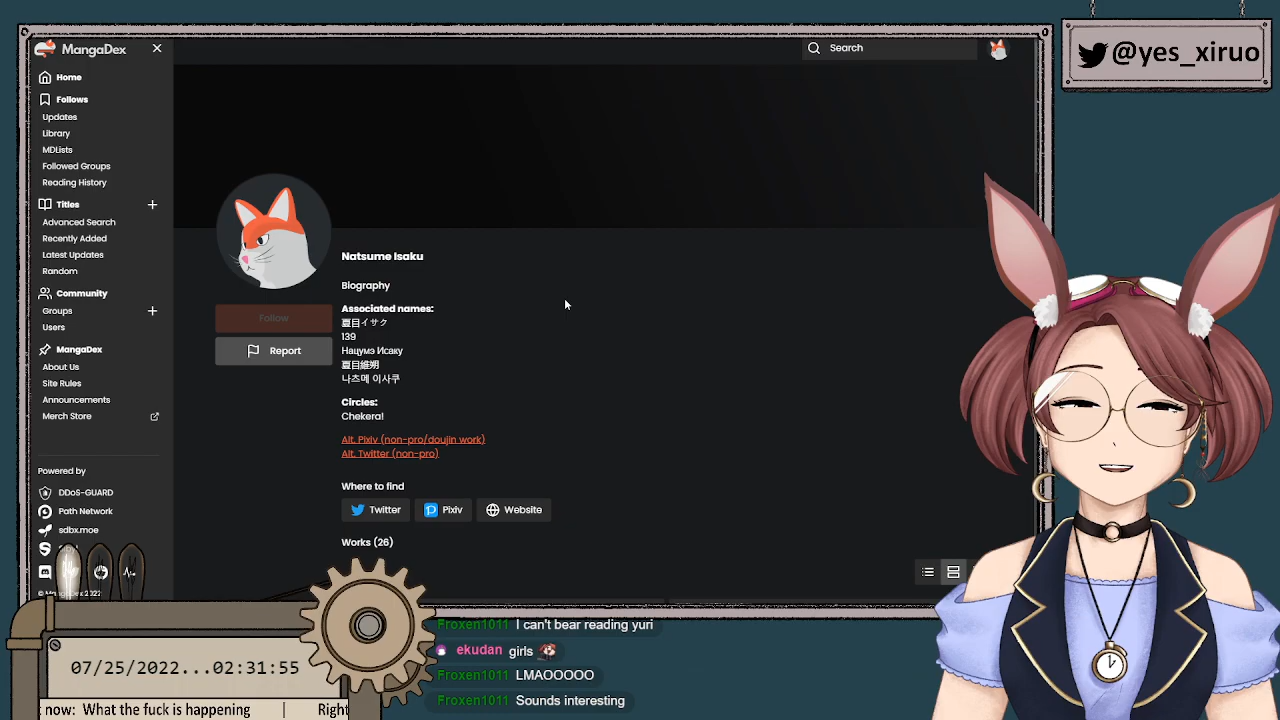 MangaDex
Search
@yes_xiruo
Home
Follows
Updates
Library
MDLists
Followed Groups
Reading History
Titles
Advanced Search
Recently Added
Latest Updates
Random
Community
Groups
Users
MangaDex
About Us
Site Rules
Announcements
Merch Store
Powered by
DDoS-GUARD
Path Network
sdbx.moe
Follow
Report
Natsume Isaku
Biography
Associated names:
夏目イサク
139
Нацумэ Исаку
夏目維朔
나츠메 이사쿠
Circles:
Chekera!
Alt. Pixiv (non-pro/doujin work)
Alt. Twitter (non-pro)
Where to find
Twitter
Pixiv
Website
Works (26)
Froxen1011 I can't bear reading yuri
ekudan girls
Froxen1011 LMAOOOOO
Froxen1011 Sounds interesting
07/25/2022...02:31:55
now: What the fuck is happening | Right